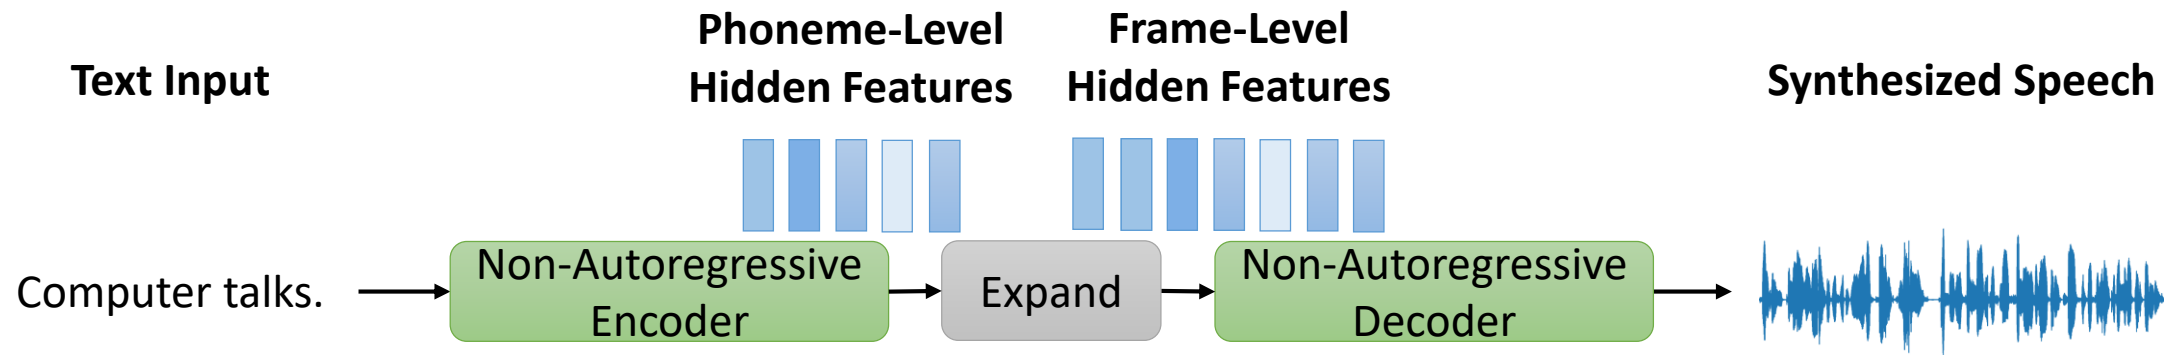 Text Input
Phoneme-Level
Hidden Features
Frame-Level
Hidden Features
Synthesized Speech
Computer talks.
Non-Autoregressive
Encoder
Expand
Non-Autoregressive
Decoder